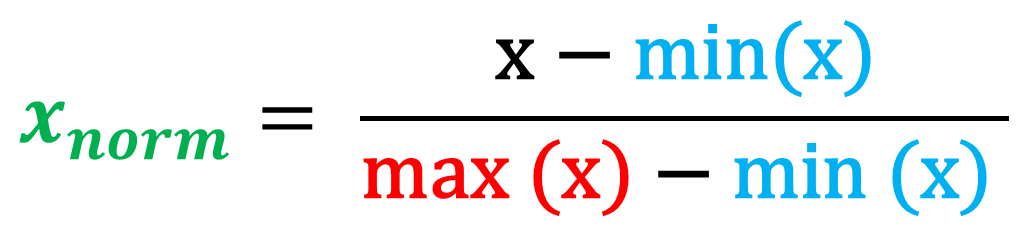 x_norm = (x − min(x)) / (max (x) − min (x))